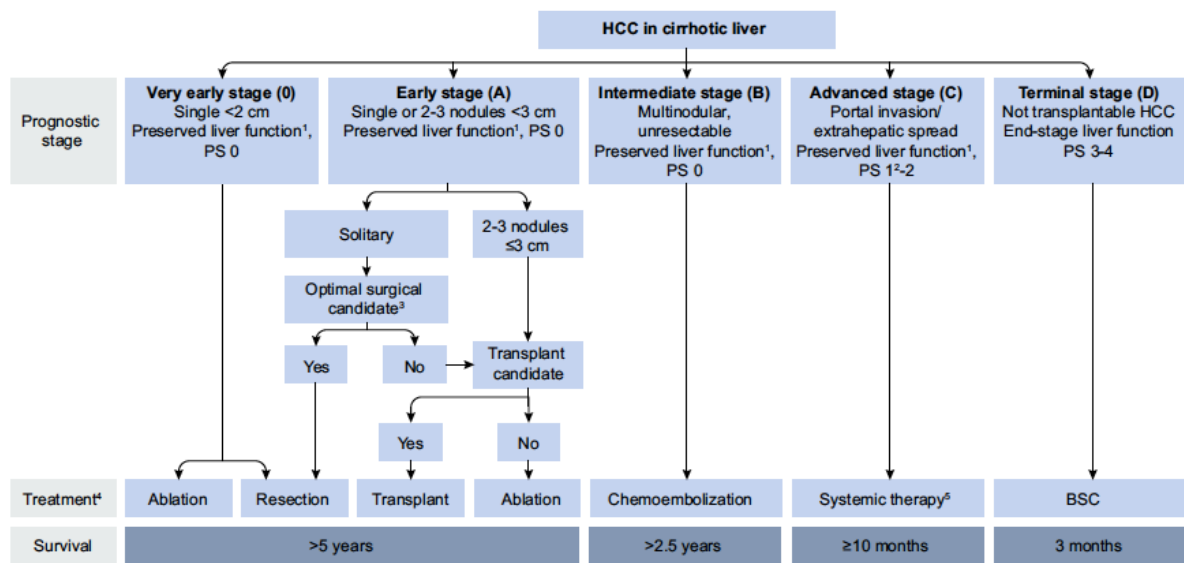 HCC in cirrhotic liver
Prognostic
stage
Very early stage (0)
Single <2 cm
Preserved liver function¹,
PS 0
Early stage (A)
Single or 2-3 nodules <3 cm
Preserved liver function¹, PS 0
Intermediate stage (B)
Multinodular,
unresectable
Preserved liver function¹,
PS 0
Advanced stage (C)
Portal invasion/
extrahepatic spread
Preserved liver function¹,
PS 1²-2
Terminal stage (D)
Not transplantable HCC
End-stage liver function
PS 3-4
Solitary
2-3 nodules
≤3 cm
Optimal surgical
candidate³
Yes
No
Transplant
candidate
Yes
No
Treatment⁴
Ablation
Resection
Transplant
Ablation
Chemoembolization
Systemic therapy⁵
BSC
Survival
>5 years
>2.5 years
≥10 months
3 months